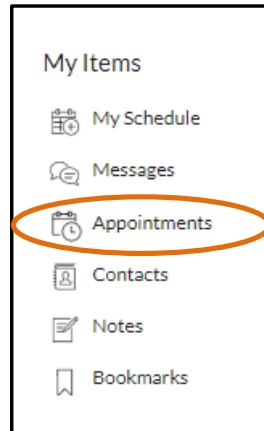 My Items
My Schedule
Messages
Appointments
Contacts
Notes
Bookmarks